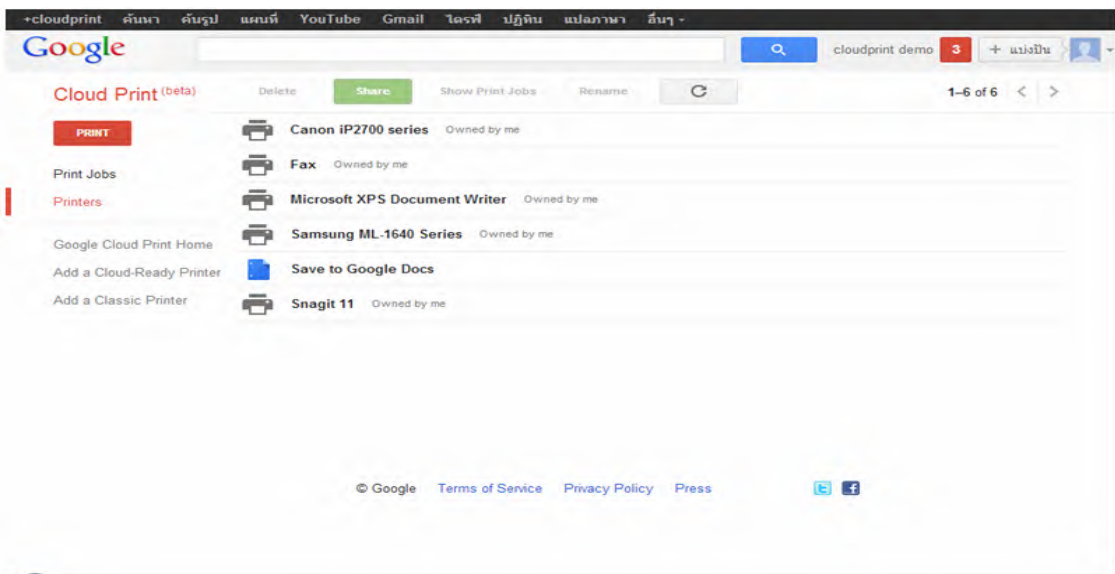 +cloudprint ค้นหา ค้นรูป แผนที่ YouTube Gmail ไดรฟ์ ปฏิทิน แปลภาษา อื่นๆ
Google cloudprint demo 3 + แบ่งปัน
Cloud Print (beta) Delete Share Show Print Jobs Rename 1–6 of 6 < >
PRINT
Print Jobs
Printers
Google Cloud Print Home
Add a Cloud-Ready Printer
Add a Classic Printer
Canon iP2700 series Owned by me
Fax Owned by me
Microsoft XPS Document Writer Owned by me
Samsung ML-1640 Series Owned by me
Save to Google Docs
Snagit 11 Owned by me
© Google Terms of Service Privacy Policy Press